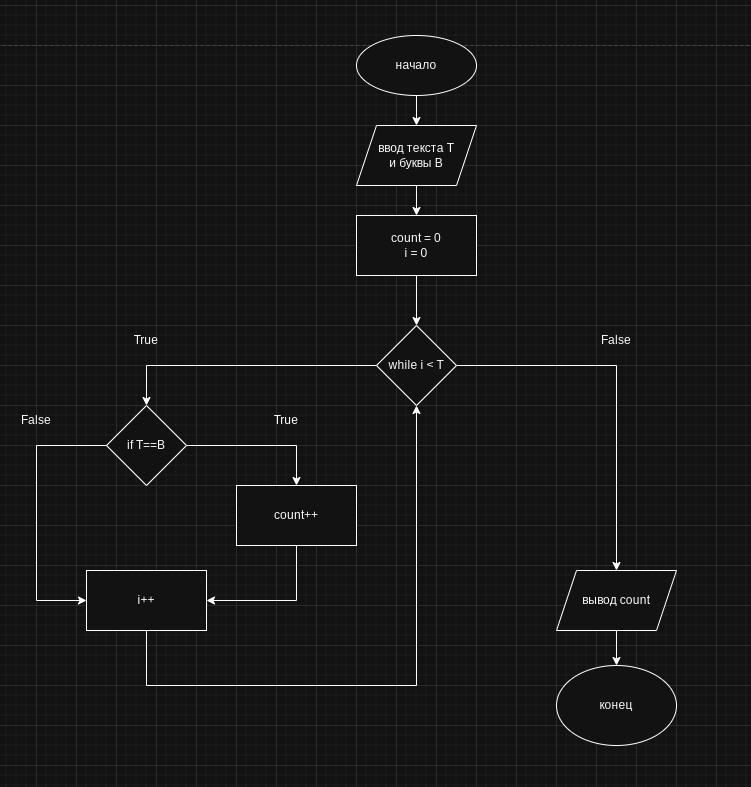 начало
ввод текста T
и буквы B
count = 0
i = 0
True
False
while i < T
False
True
if T==B
count++
i++
вывод count
конец